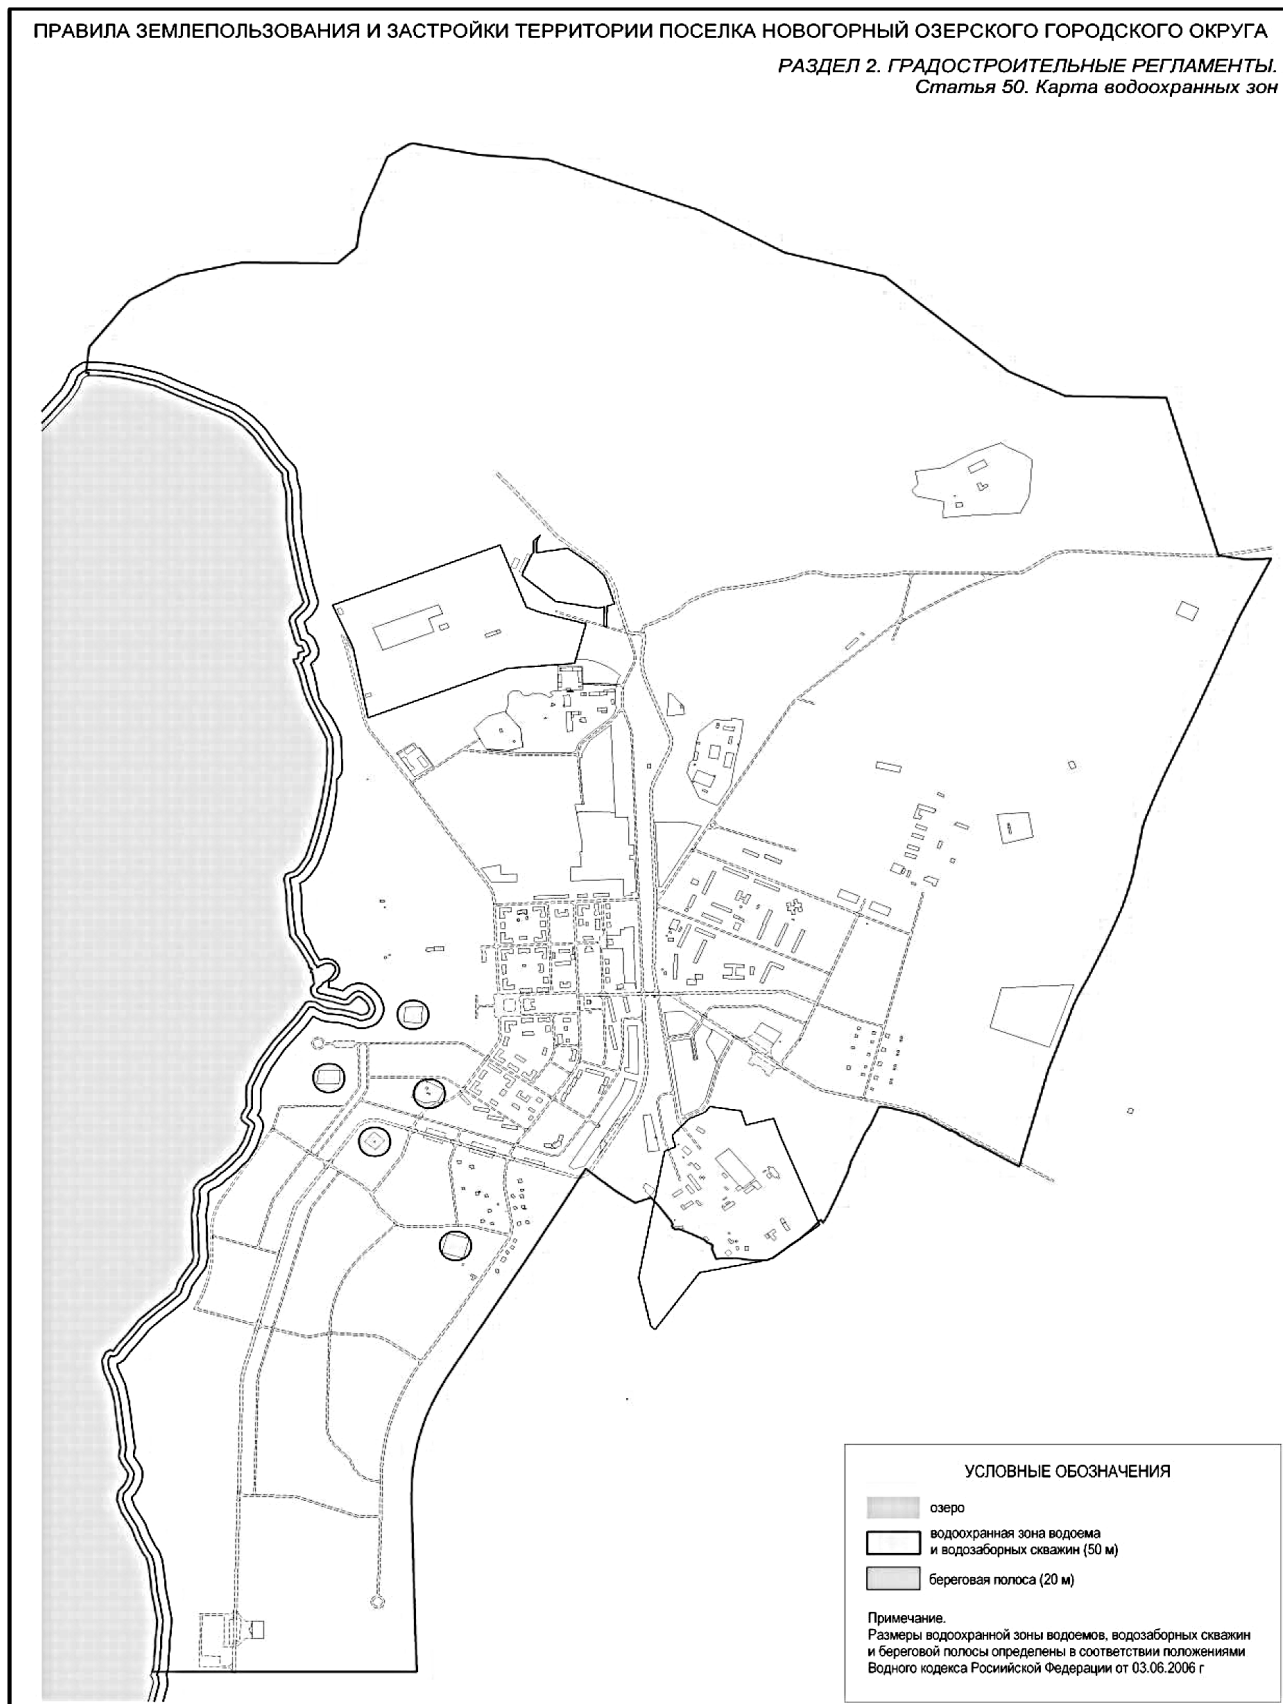 ПРАВИЛА ЗЕМЛЕПОЛЬЗОВАНИЯ И ЗАСТРОЙКИ ТЕРРИТОРИИ ПОСЕЛКА НОВОГОРНЫЙ ОЗЕРСКОГО ГОРОДСКОГО ОКРУГА
РАЗДЕЛ 2. ГРАДОСТРОИТЕЛЬНЫЕ РЕГЛАМЕНТЫ.
Статья 50. Карта водоохранных зон
УСЛОВНЫЕ ОБОЗНАЧЕНИЯ
озеро
водоохранная зона водоема
и водозаборных скважин (50 м)
береговая полоса (20 м)
Примечание.
Размеры водоохранной зоны водоемов, водозаборных скважин
и береговой полосы определены в соответствии положениями
Водного кодекса Росиийской Федерации от 03.06.2006 г